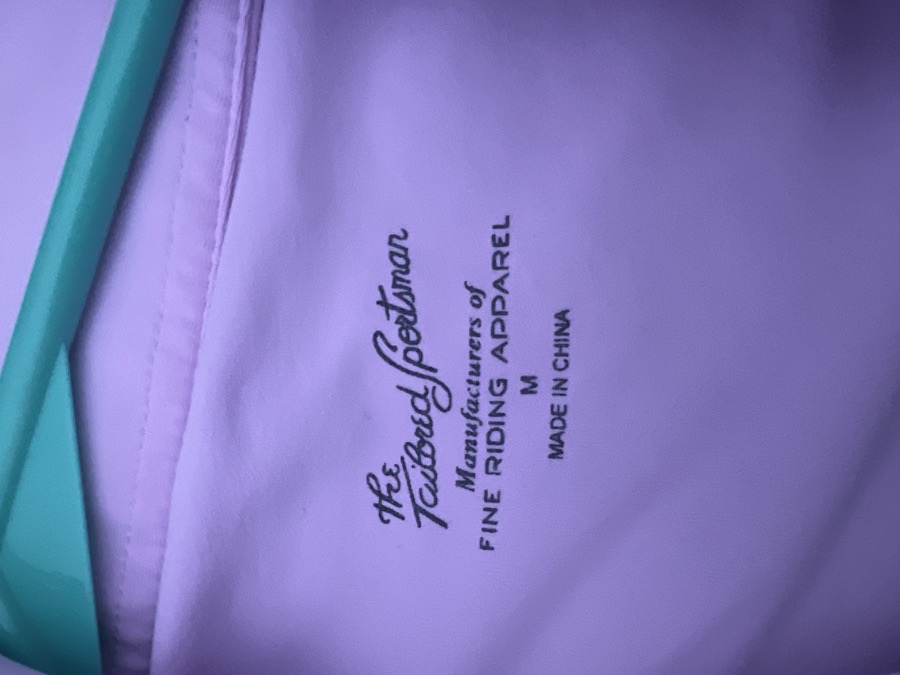 the
Tailored Sportsman
Manufacturers of
FINE RIDING APPAREL
M
MADE IN CHINA